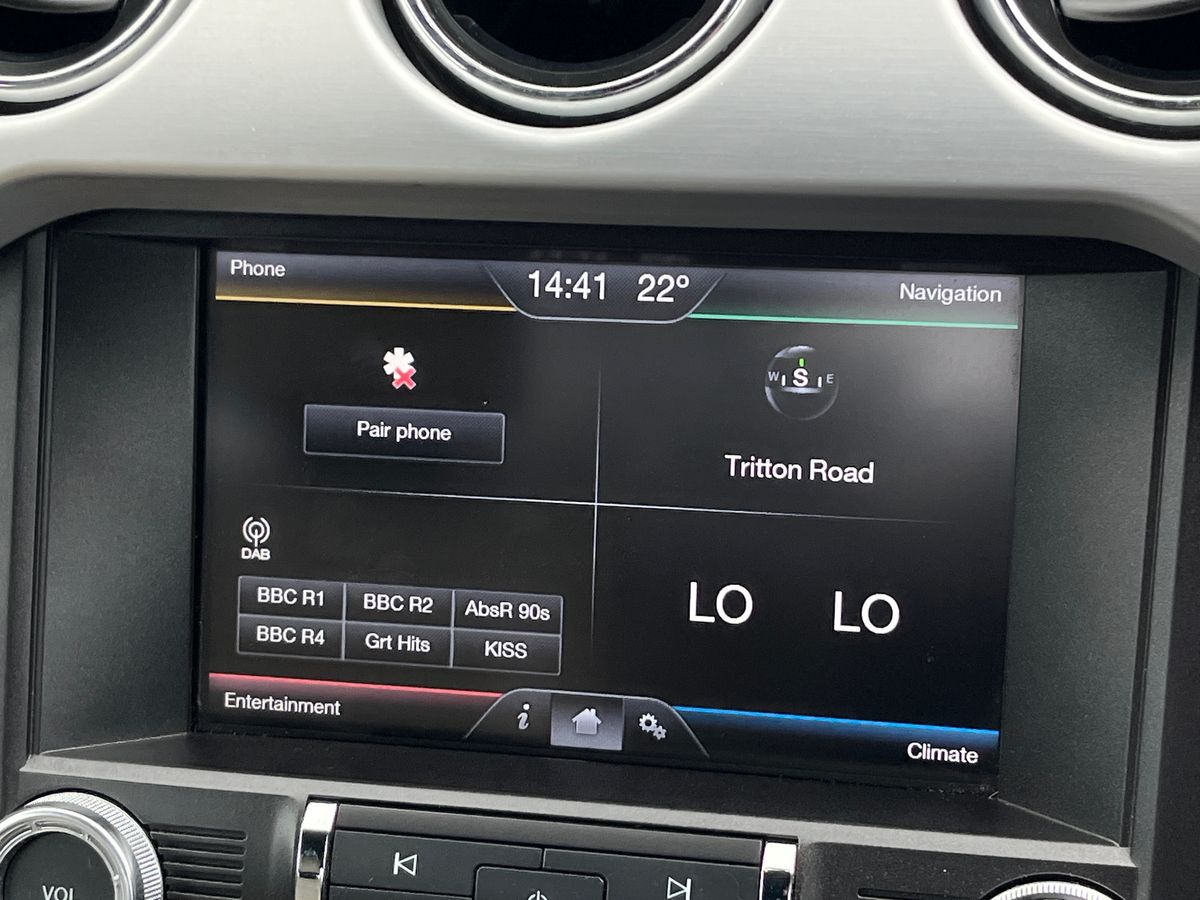 Phone
14:41 22°
Navigation
W S E
Pair phone
Tritton Road
DAB
BBC R1 BBC R2 AbsR 90s
BBC R4 Grt Hits KISS
LO LO
Entertainment
i
Climate
VOL